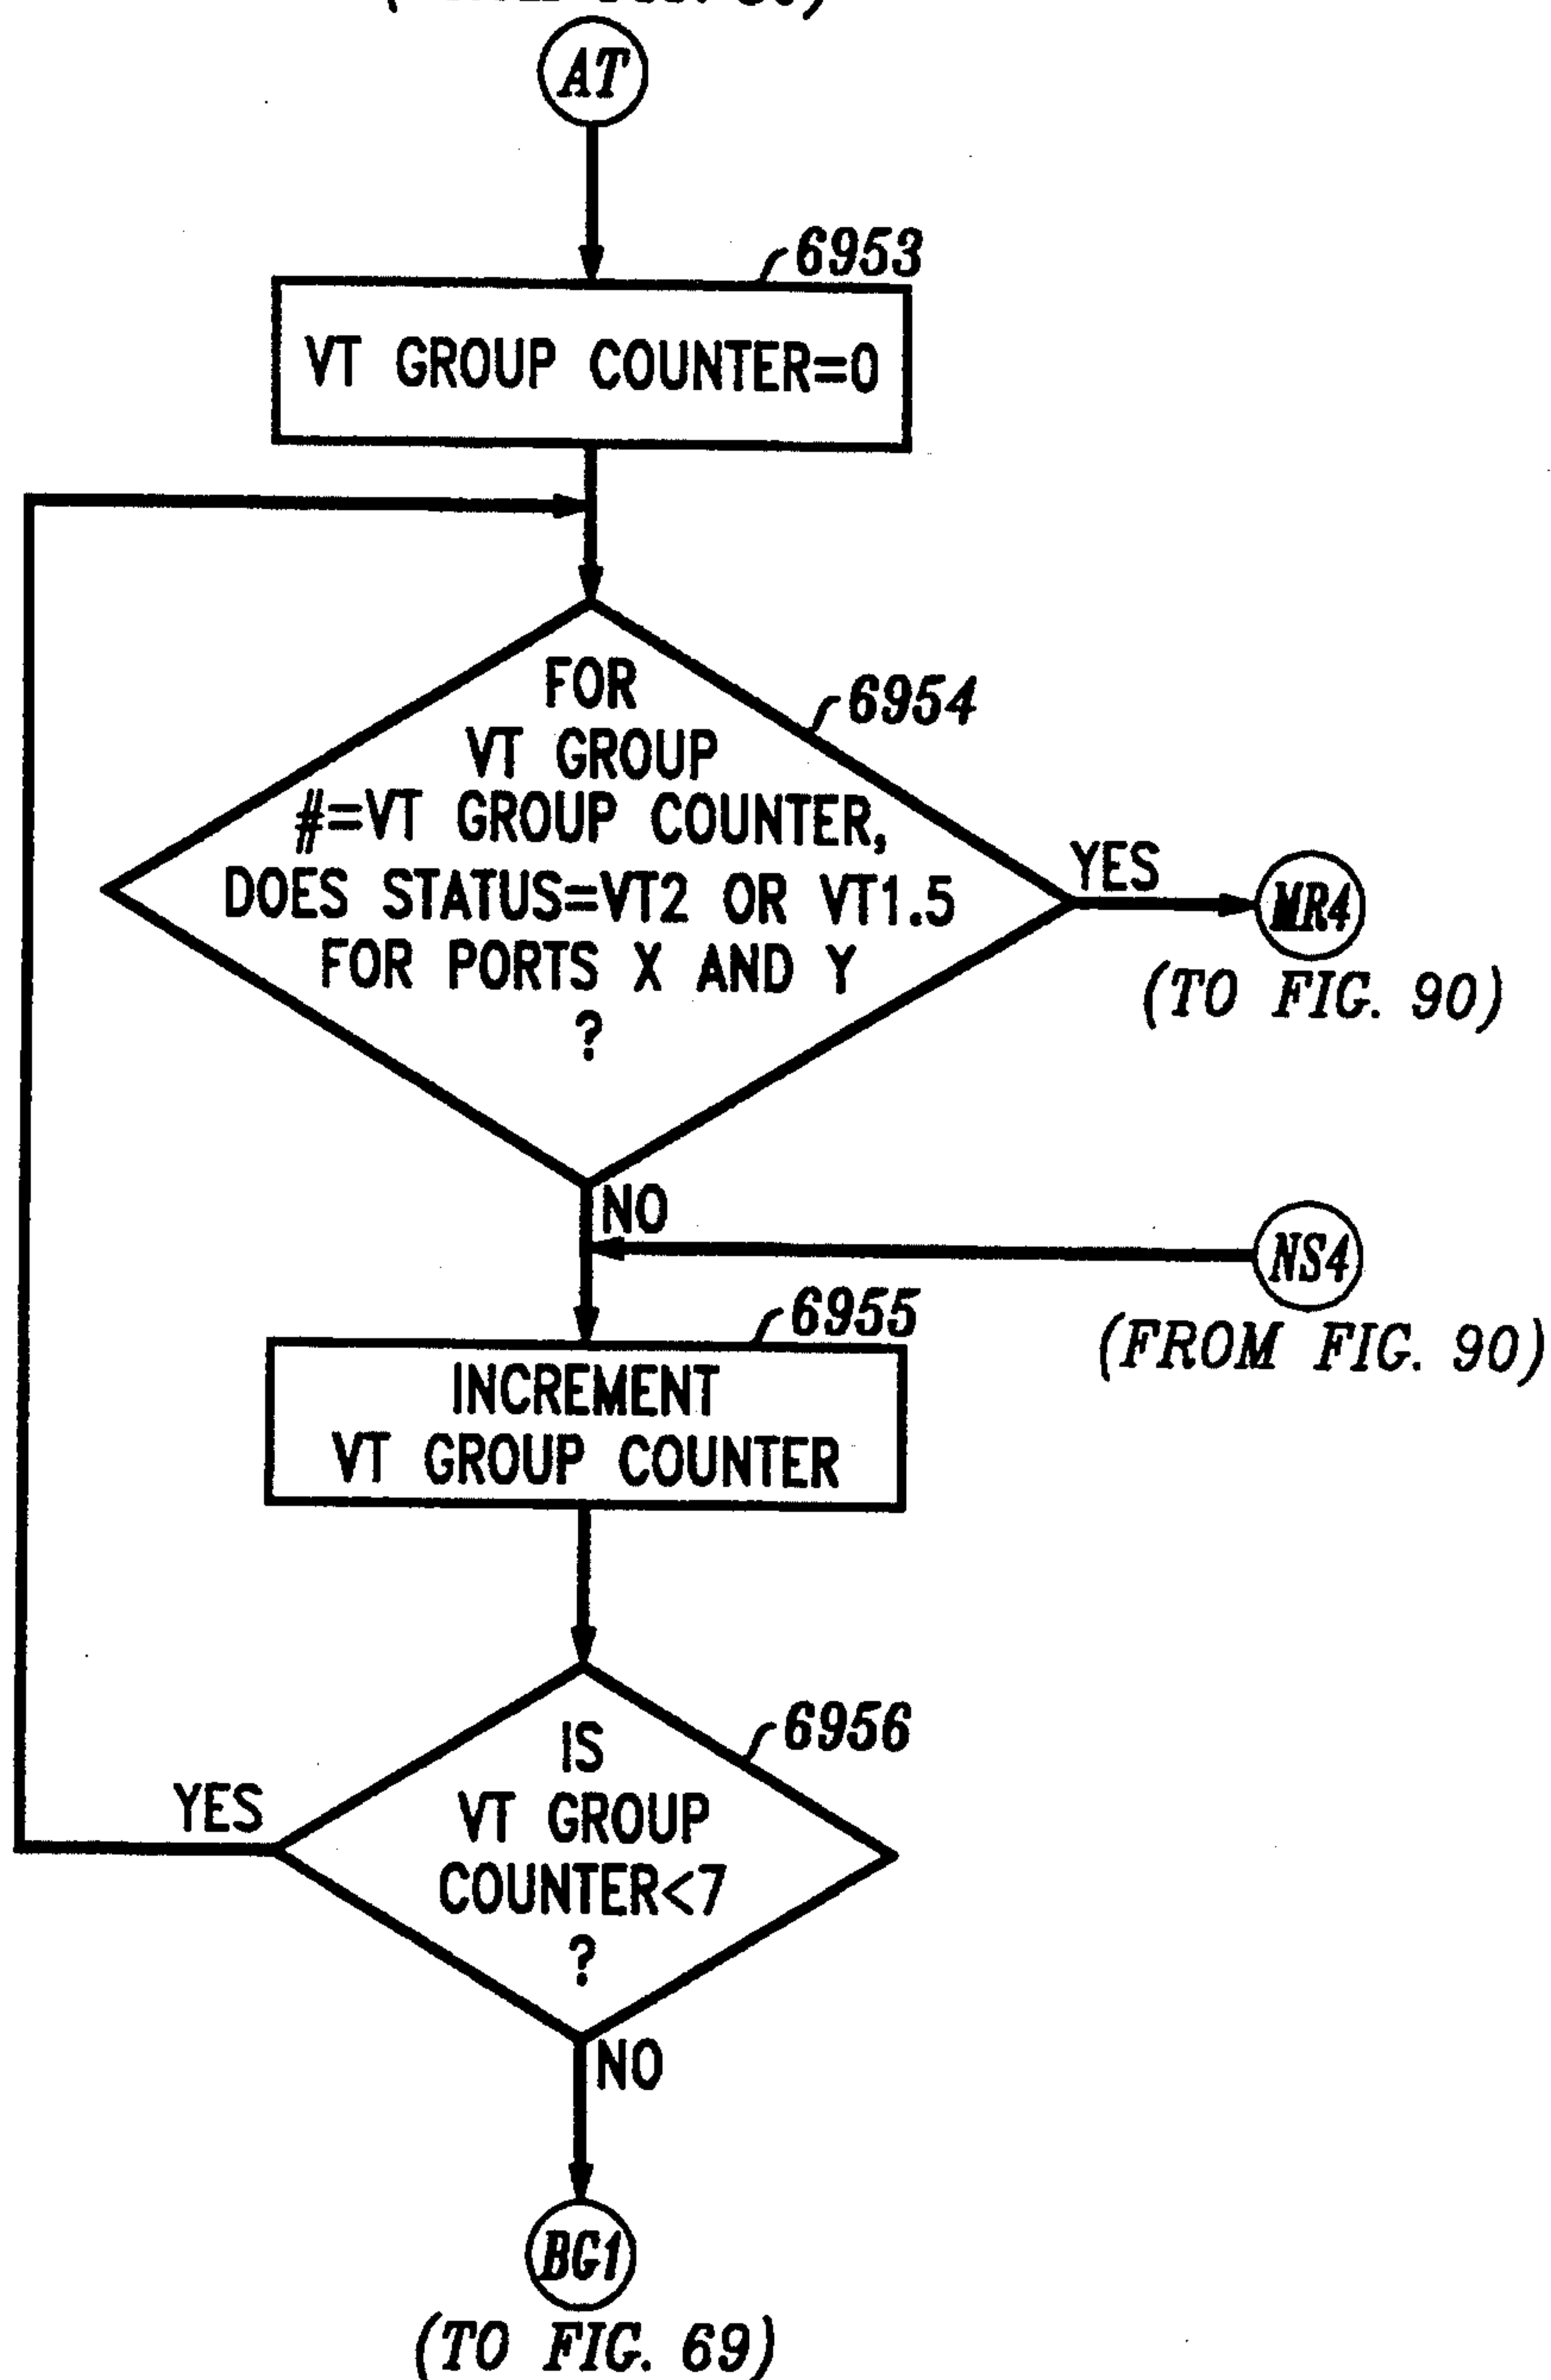 AT
6953
VT GROUP COUNTER=0
FOR
6954
VT GROUP
#=VT GROUP COUNTER,
DOES STATUS=VT2 OR VT1.5
FOR PORTS X AND Y
?
YES
MR4
(TO FIG. 90)
NO
NS4
(FROM FIG. 90)
6955
INCREMENT
VT GROUP COUNTER
6956
IS
VT GROUP
COUNTER<7
?
YES
NO
BG1
(TO FIG. 69)